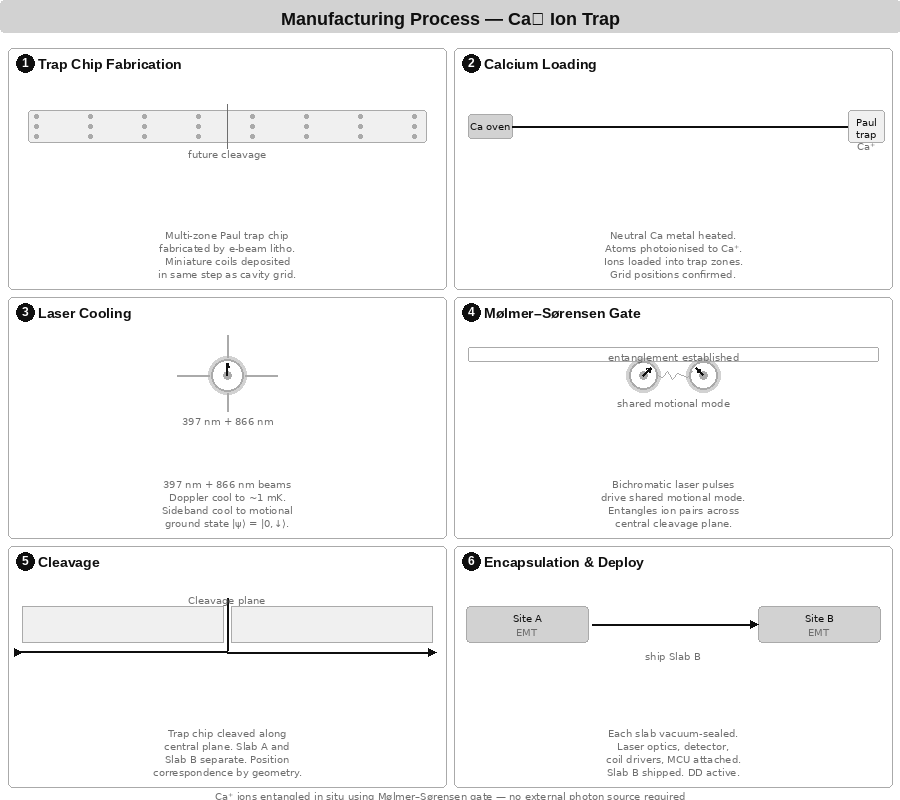 Manufacturing Process — Ca□ Ion Trap
1 Trap Chip Fabrication
future cleavage
Multi-zone Paul trap chip
fabricated by e-beam litho.
Miniature coils deposited
in same step as cavity grid.
2 Calcium Loading
Ca oven
Paul
trap
Ca⁺
Neutral Ca metal heated.
Atoms photoionised to Ca⁺.
Ions loaded into trap zones.
Grid positions confirmed.
3 Laser Cooling
397 nm + 866 nm
397 nm + 866 nm beams
Doppler cool to ~1 mK.
Sideband cool to motional
ground state |ψ⟩ = |0,↓⟩.
4 Mølmer–Sørensen Gate
entanglement established
shared motional mode
Bichromatic laser pulses
drive shared motional mode.
Entangles ion pairs across
central cleavage plane.
5 Cleavage
Cleavage plane
Trap chip cleaved along
central plane. Slab A and
Slab B separate. Position
correspondence by geometry.
6 Encapsulation & Deploy
Site A
EMT
Site B
EMT
ship Slab B
Each slab vacuum-sealed.
Laser optics, detector,
coil drivers, MCU attached.
Slab B shipped. DD active.
Ca⁺ ions entangled in situ using Mølmer–Sørensen gate — no external photon source required